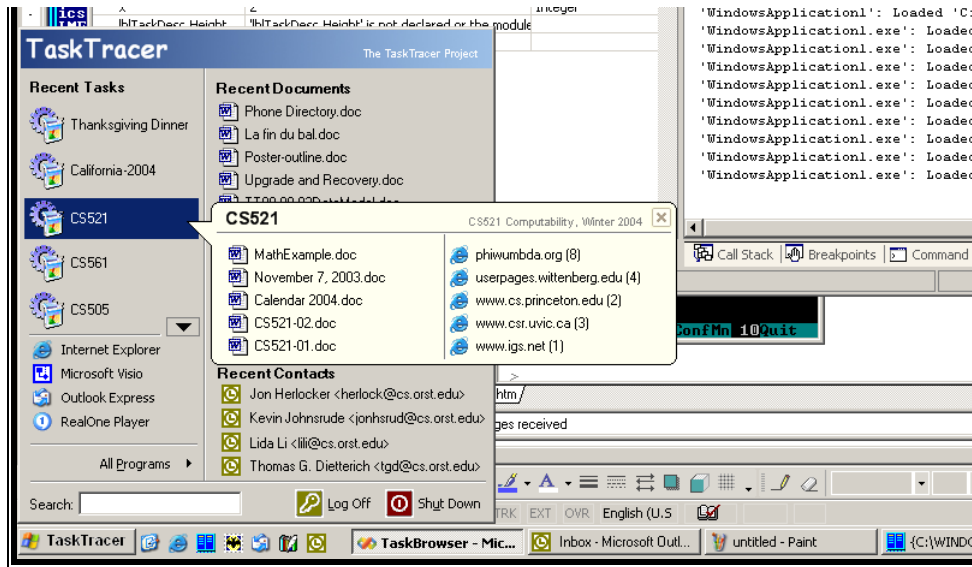 ics
X
2
Integer
lblTaskDesc.Height
'lblTaskDesc.Height' is not declared or the module
'WindowsApplication1': Loaded 'C:
'WindowsApplication1.exe': Loaded
'WindowsApplication1.exe': Loaded
'WindowsApplication1.exe': Loaded
'WindowsApplication1.exe': Loaded
'WindowsApplication1.exe': Loaded
'WindowsApplication1.exe': Loaded
'WindowsApplication1.exe': Loaded
'WindowsApplication1.exe': Loaded
'WindowsApplication1.exe': Loaded
TaskTracer
The TaskTracer Project
Recent Tasks
Thanksgiving Dinner
California-2004
CS521
CS561
CS505
Internet Explorer
Microsoft Visio
Outlook Express
RealOne Player
All Programs
Recent Documents
Phone Directory.doc
La fin du bal.doc
Poster-outline.doc
Upgrade and Recovery.doc
CS521
CS521 Computability, Winter 2004
MathExample.doc
November 7, 2003.doc
Calendar 2004.doc
CS521-02.doc
CS521-01.doc
phiwumbda.org (8)
userpages.wittenberg.edu (4)
www.cs.princeton.edu (2)
www.csr.uvic.ca (3)
www.igs.net (1)
Recent Contacts
Jon Herlocker <herlock@cs.orst.edu>
Kevin Johnsrude <jonhsrud@cs.orst.edu>
Lida Li <lili@cs.orst.edu>
Thomas G. Dietterich <tgd@cs.orst.edu>
Search:
Log Off
Shut Down
Call Stack
Breakpoints
Command
ConfMn 10Quit
>
htm
ges received
TRK EXT OVR English (U.S
TaskTracer
TaskBrowser - Mic...
Inbox - Microsoft Outl...
untitled - Paint
{C:\WINDO